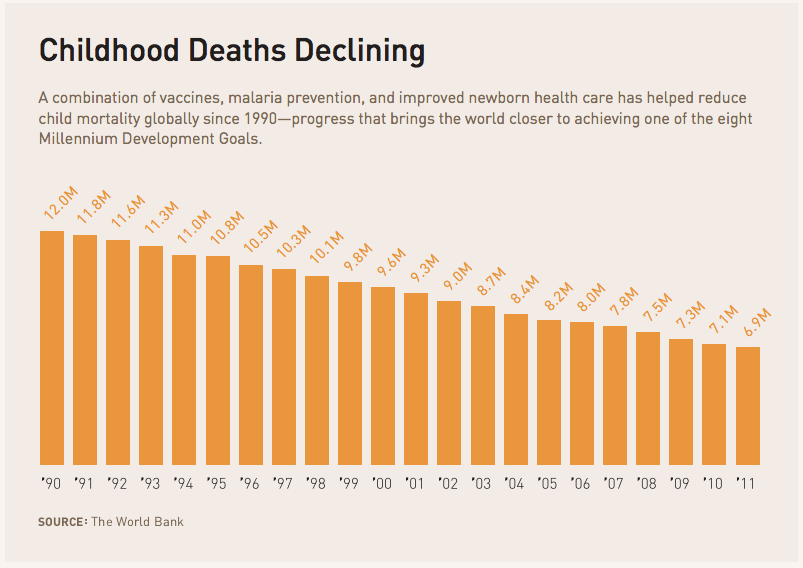 Childhood Deaths Declining
A combination of vaccines, malaria prevention, and improved newborn health care has helped reduce
child mortality globally since 1990—progress that brings the world closer to achieving one of the eight
Millennium Development Goals.
12.0M 11.8M 11.6M 11.3M 11.0M 10.8M 10.5M 10.3M 10.1M 9.8M 9.6M 9.3M 9.0M 8.7M 8.4M 8.2M 8.0M 7.8M 7.5M 7.3M 7.1M 6.9M
'90 '91 '92 '93 '94 '95 '96 '97 '98 '99 '00 '01 '02 '03 '04 '05 '06 '07 '08 '09 '10 '11
SOURCE: The World Bank